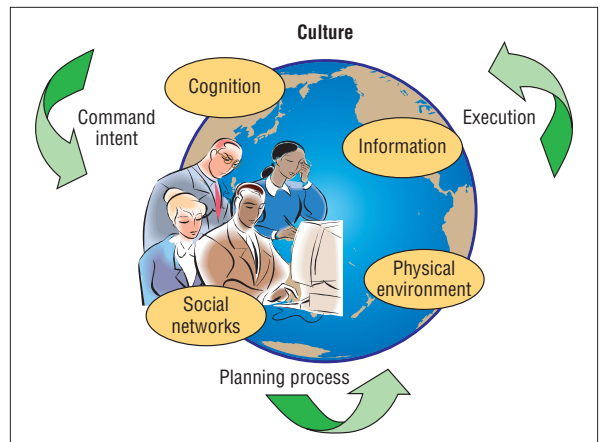 Culture
Cognition
Command
intent
Execution
Information
Physical
environment
Social
networks
Planning process